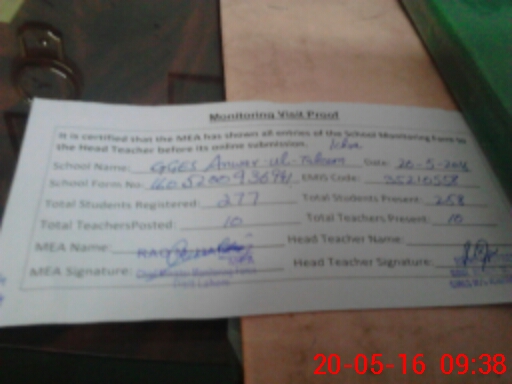 Monitoring Visit Proof
It is certified that the MEA has shown all entries of the School Monitoring Form to
the Head Teacher before its online submission.
School Name: GGES Anwar-ul-Islam Date: 20-5-2016
School Form No: EMIS Code: 35210558
Total Students Registered: 277 Total Students Present: 258
Total TeachersPosted: 10 Total Teachers Present: 10
MEA Name: Head Teacher Name:
MEA Signature: Head Teacher Signature:
20-05-16 09:38